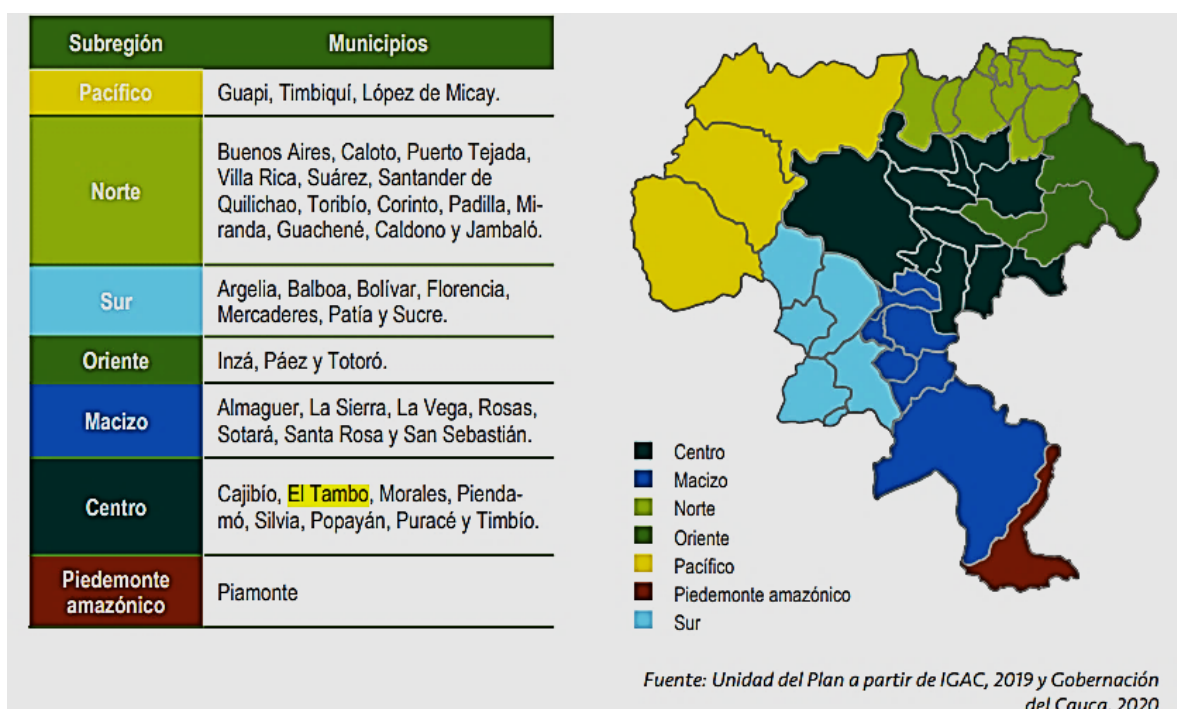 Subregión Municipios
Pacífico Guapi, Timbiquí, López de Micay.
Norte
Buenos Aires, Caloto, Puerto Tejada,
Villa Rica, Suárez, Santander de
Quilichao, Toribío, Corinto, Padilla, Mi-
randa, Guachené, Caldono y Jambaló.
Sur
Argelia, Balboa, Bolívar, Florencia,
Mercaderes, Patía y Sucre.
Oriente Inzá, Páez y Totoró.
Macizo
Almaguer, La Sierra, La Vega, Rosas,
Sotará, Santa Rosa y San Sebastián.
Centro
Cajibío, El Tambo, Morales, Pienda-
mó, Silvia, Popayán, Puracé y Timbío.
Piedemonte
amazónico
Piamonte
Centro
Macizo
Norte
Oriente
Pacífico
Piedemonte amazónico
Sur
Fuente: Unidad del Plan a partir de IGAC, 2019 y Gobernación
del Cauca, 2020